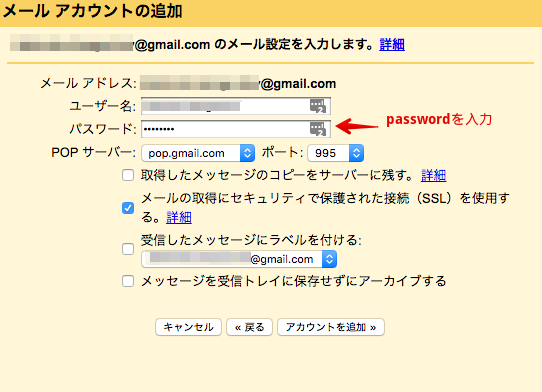 メール アカウントの追加
@gmail.com のメール設定を入力します。詳細
メール アドレス: @gmail.com
ユーザー名:
パスワード: •••••••• passwordを入力
POP サーバー: pop.gmail.com ポート: 995
取得したメッセージのコピーをサーバーに残す。 詳細
メールの取得にセキュリティで保護された接続（SSL）を使用す
る。詳細
受信したメッセージにラベルを付ける:
@gmail.com
メッセージを受信トレイに保存せずにアーカイブする
キャンセル « 戻る アカウントを追加 »